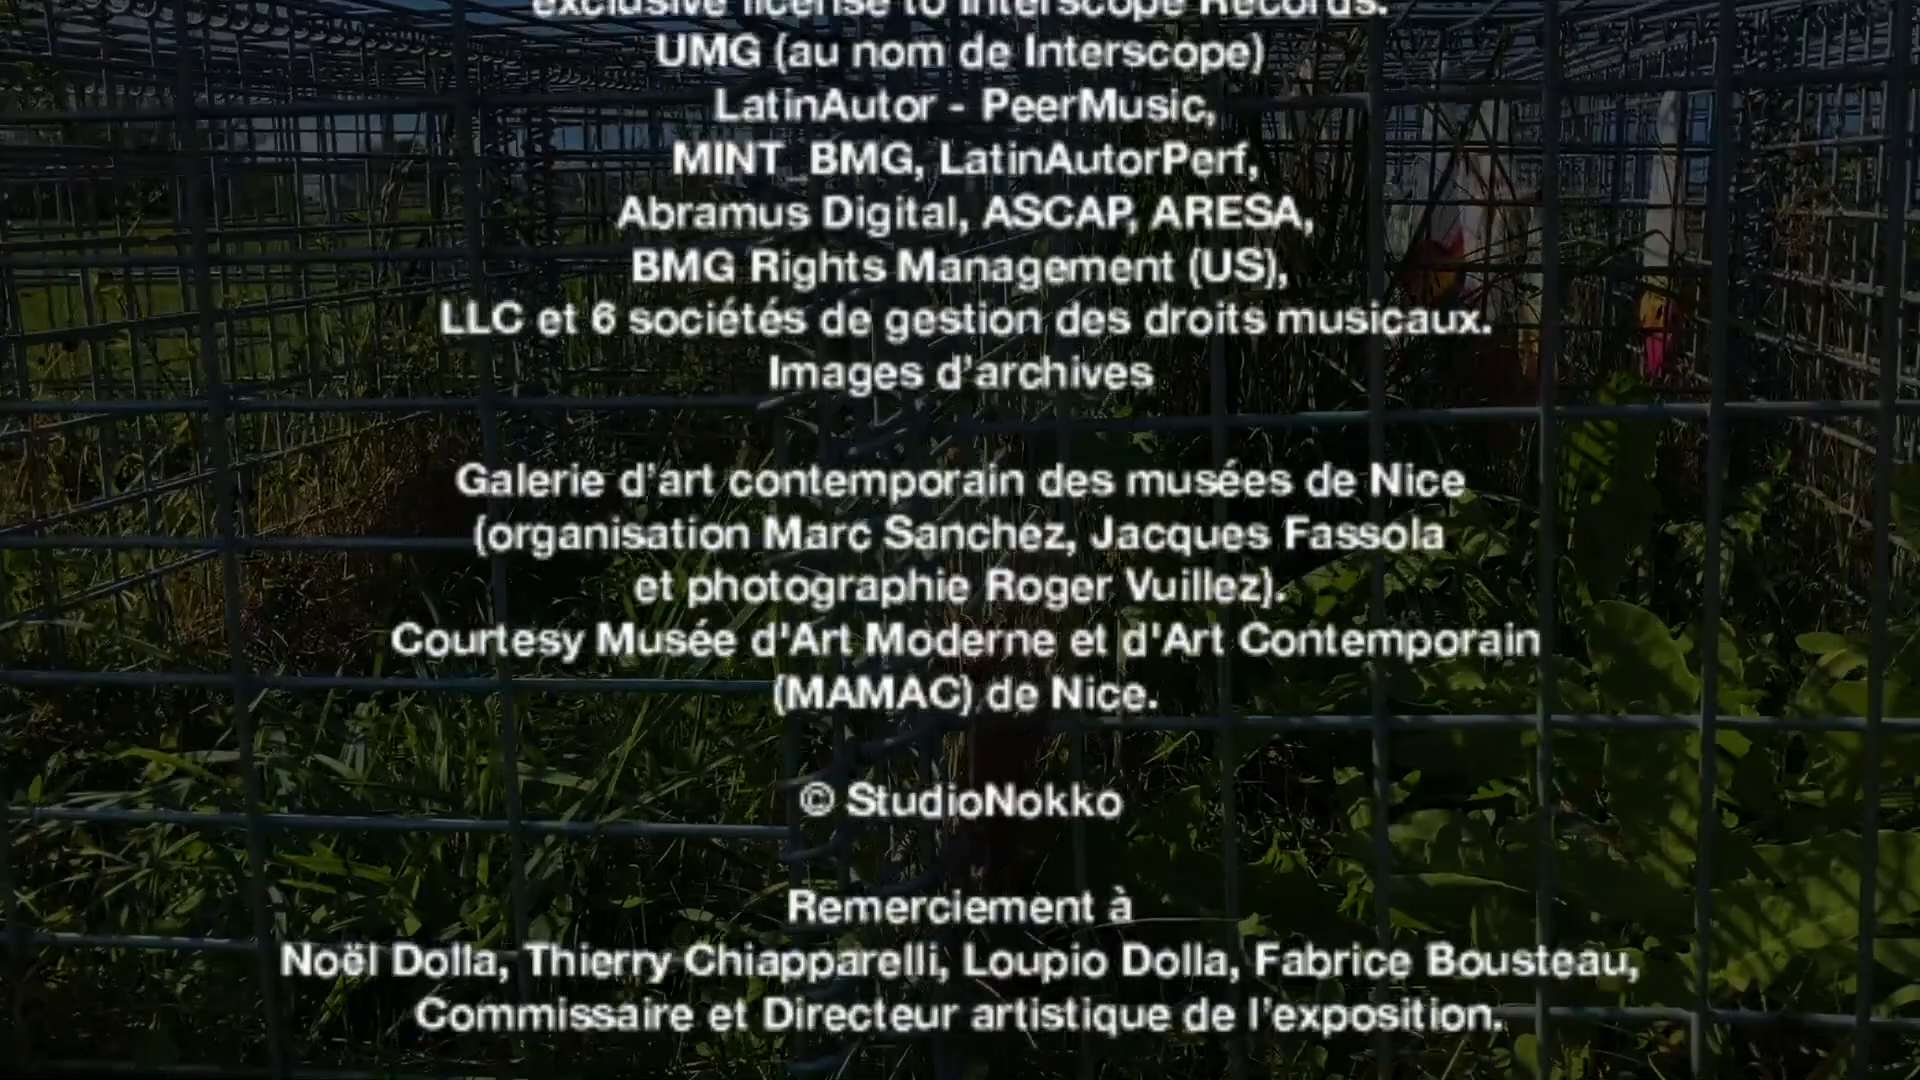 exclusive license to Interscope Records.
UMG (au nom de Interscope)
LatinAutor - PeerMusic,
MINT_BMG, LatinAutorPerf,
Abramus Digital, ASCAP, ARESA,
BMG Rights Management (US),
LLC et 6 sociétés de gestion des droits musicaux.
Images d'archives
Galerie d'art contemporain des musées de Nice
(organisation Marc Sanchez, Jacques Fassola
et photographie Roger Vuillez).
Courtesy Musée d'Art Moderne et d'Art Contemporain
(MAMAC) de Nice.
© StudioNokko
Remerciement à
Noël Dolla, Thierry Chiapparelli, Loupio Dolla, Fabrice Bousteau,
Commissaire et Directeur artistique de l'exposition.